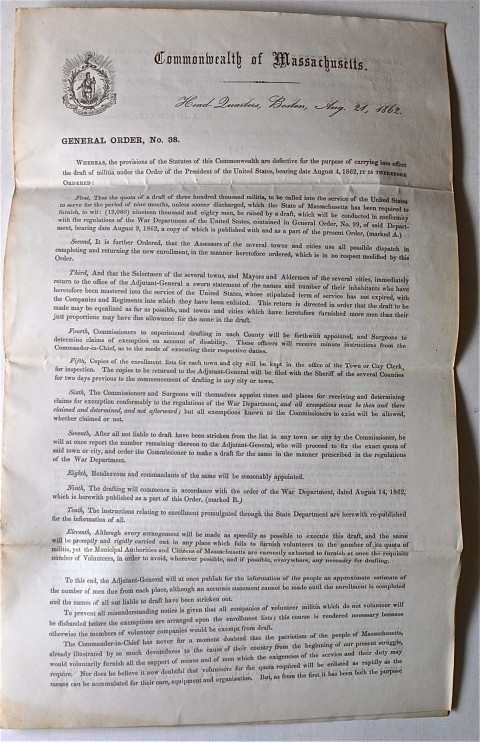 Commonwealth of Massachusetts.
Head-Quarters, Boston, Aug. 21, 1862.
GENERAL ORDER, No. 38.
WHEREAS, the provisions of the Statutes of this Commonwealth are defective for the purpose of carrying into effect
the draft of militia under the Order of the President of the United States, bearing date August 4, 1862, IT IS THEREFORE
ORDERED:
First, That the quota of a draft of three hundred thousand militia, to be called into the service of the United States
to serve for the period of nine months, unless sooner discharged, which the State of Massachusetts has been required to
furnish, to wit: (19,080) nineteen thousand and eighty men, be raised by a draft, which will be conducted in conformity
with the regulations of the War Department of the United States, contained in General Order, No. 99, of said Depart-
ment, bearing date August 9, 1862, a copy of which is published with and as a part of the present Order, (marked A.)
Second, It is further Ordered, that the Assessors of the several towns and cities use all possible dispatch in
completing and returning the new enrollment, in the manner heretofore ordered, which is in no respect modified by this
Order.
Third, And that the Selectmen of the several towns, and Mayors and Aldermen of the several cities, immediately
return to the office of the Adjutant-General a sworn statement of the names and number of their inhabitants who have
heretofore been mustered into the service of the United States, whose stipulated term of service has not expired, with
the Companies and Regiments into which they have been enlisted. This return is directed in order that the draft to be
made may be equalized as far as possible, and towns and cities which have heretofore furnished more men than their
just proportions may have due allowance for the same in the draft.
Fourth, Commissioners to superintend drafting in each County will be forthwith appointed, and Surgeons to
determine claims of exemption on account of disability. These officers will receive minute instructions from the
Commander-in-Chief, as to the mode of executing their respective duties.
Fifth, Copies of the enrollment lists for each town and city will be kept in the office of the Town or City Clerk,
for inspection. The copies to be returned to the Adjutant-General will be filed with the Sheriff of the several Counties
for two days previous to the commencement of drafting in any city or town.
Sixth, The Commissioners and Surgeons will themselves appoint times and places for receiving and determining
claims for exemption conformably to the regulations of the War Department, and all exemptions must be then and there
claimed and determined, and not afterward; but all exemptions known to the Commissioners to exist will be allowed,
whether claimed or not.
Seventh, After all not liable to draft have been stricken from the list in any town or city by the Commissioner, he
will at once report the number remaining thereon to the Adjutant-General, who will proceed to fix the exact quota of
said town or city, and order the Commissioner to make a draft for the same in the manner prescribed in the regulations
of the War Department.
Eighth, Rendezvous and commandants of the same will be seasonably appointed.
Ninth, The drafting will commence in accordance with the order of the War Department, dated August 14, 1862,
which is herewith published as a part of this Order, (marked B.)
Tenth, The instructions relating to enrollment promulgated through the State Department are herewith re-published
for the information of all.
Eleventh, Although every arrangement will be made as speedily as possible to execute this draft, and the same
will be promptly and rigidly carried out in any place which fails to furnish volunteers to the number of its quota of
militia, yet the Municipal Authorities and Citizens of Massachusetts are earnestly exhorted to furnish at once the requisite
number of Volunteers, in order to avoid, wherever possible, and if possible, everywhere, any necessity for drafting.
To this end, the Adjutant-General will at once publish for the information of the people an approximate estimate of
the number of men due from each place, although an accurate statement cannot be made until the enrollment is completed
and the names of all not liable to draft have been stricken out.
To prevent all misunderstanding notice is given that all companies of volunteer militia which do not volunteer will
be disbanded before the exemptions are arranged upon the enrollment lists; this course is rendered necessary because
otherwise the members of volunteer companies would be exempt from draft.
The Commander-in-Chief has never for a moment doubted that the patriotism of the people of Massachusetts,
already illustrated by so much devotedness to the cause of their country from the beginning of our present struggle,
would voluntarily furnish all the support of means and of men which the exigencies of the service and their duty may
require. Nor does he believe it now doubtful that volunteers for the quota required will be enlisted as rapidly as the
means can be accumulated for their care, equipment and organization. But, as from the first it has been both the purpose